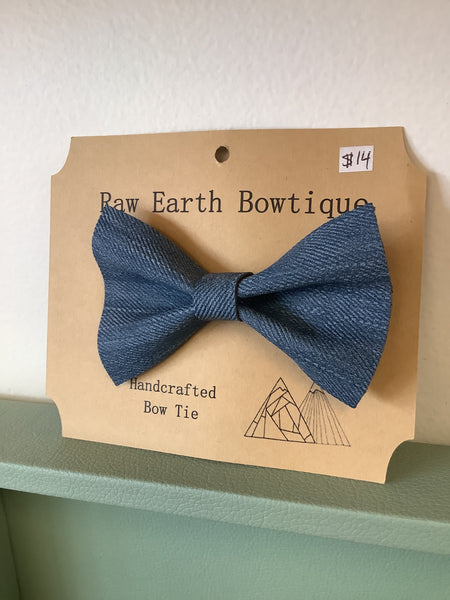 $14
Raw Earth Bowtique
Handcrafted
Bow Tie